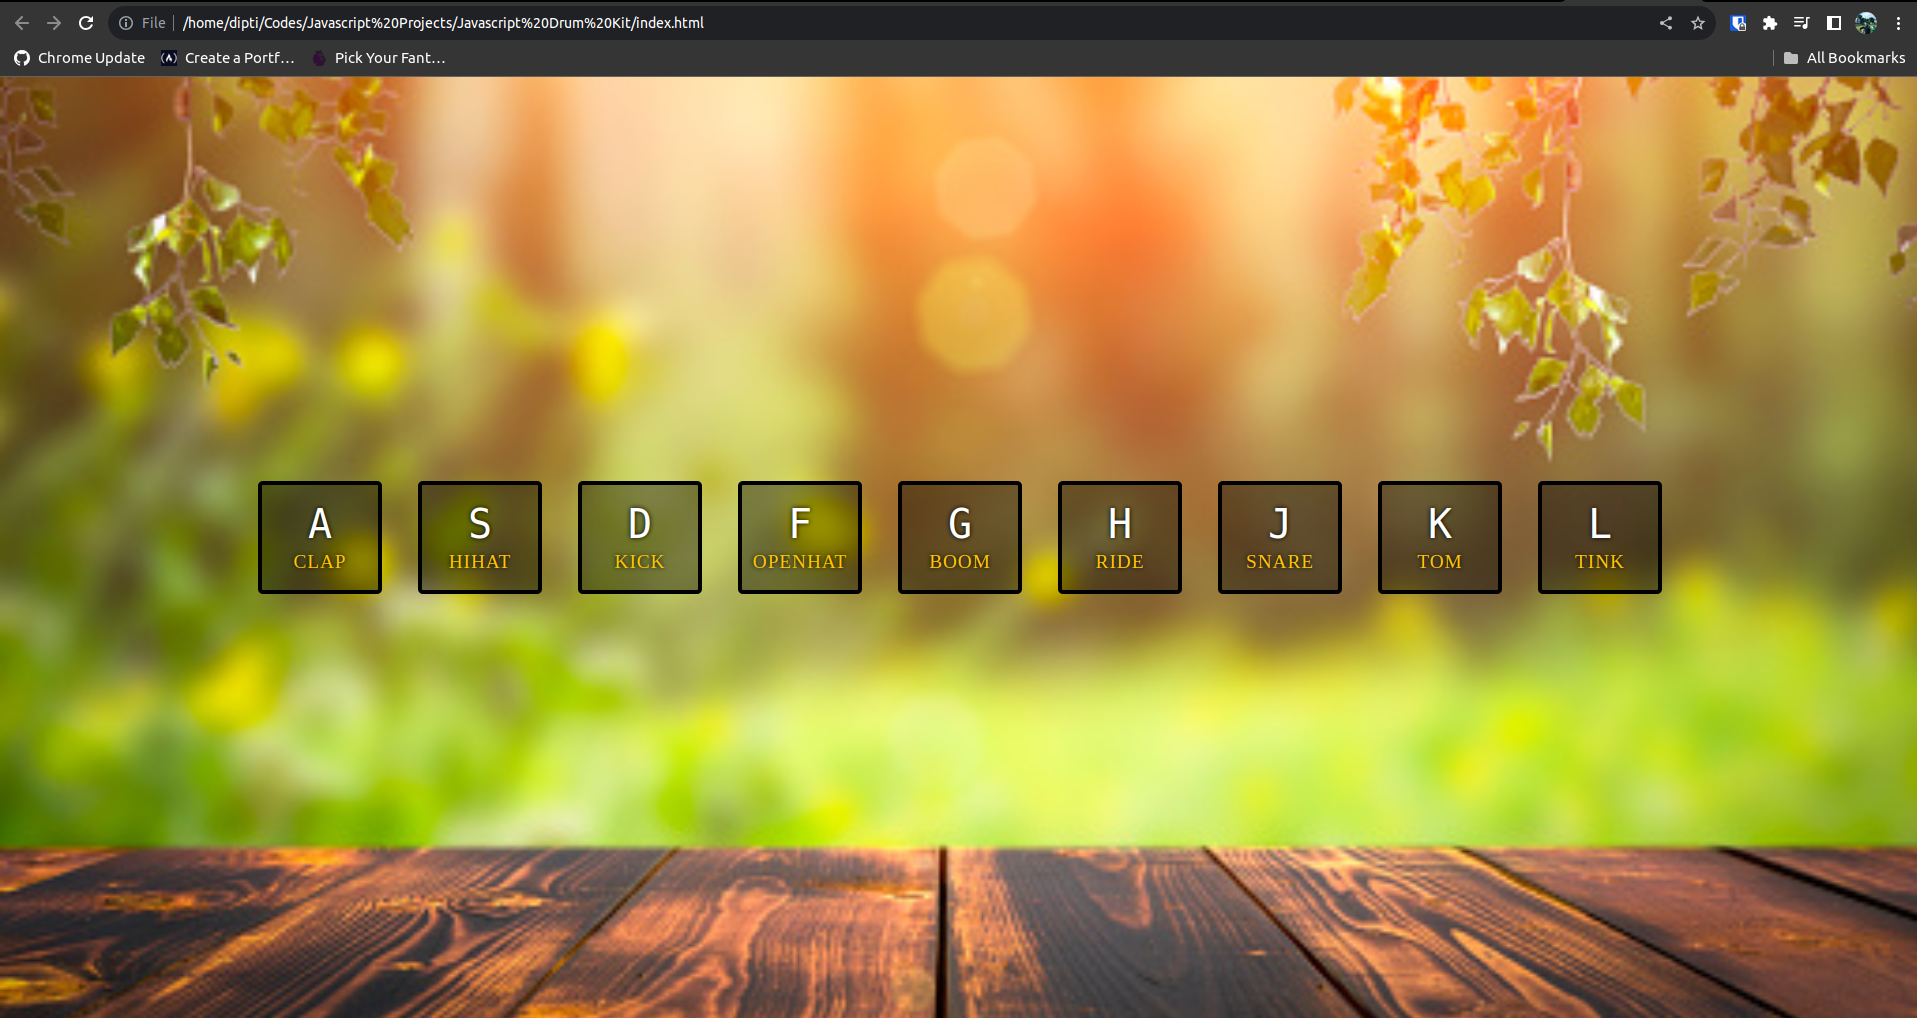 File /home/dipti/Codes/Javascript%20Projects/Javascript%20Drum%20Kit/index.html
Chrome Update Create a Portf... Pick Your Fant... All Bookmarks
A S D F G H J K L
CLAP HIHAT KICK OPENHAT BOOM RIDE SNARE TOM TINK